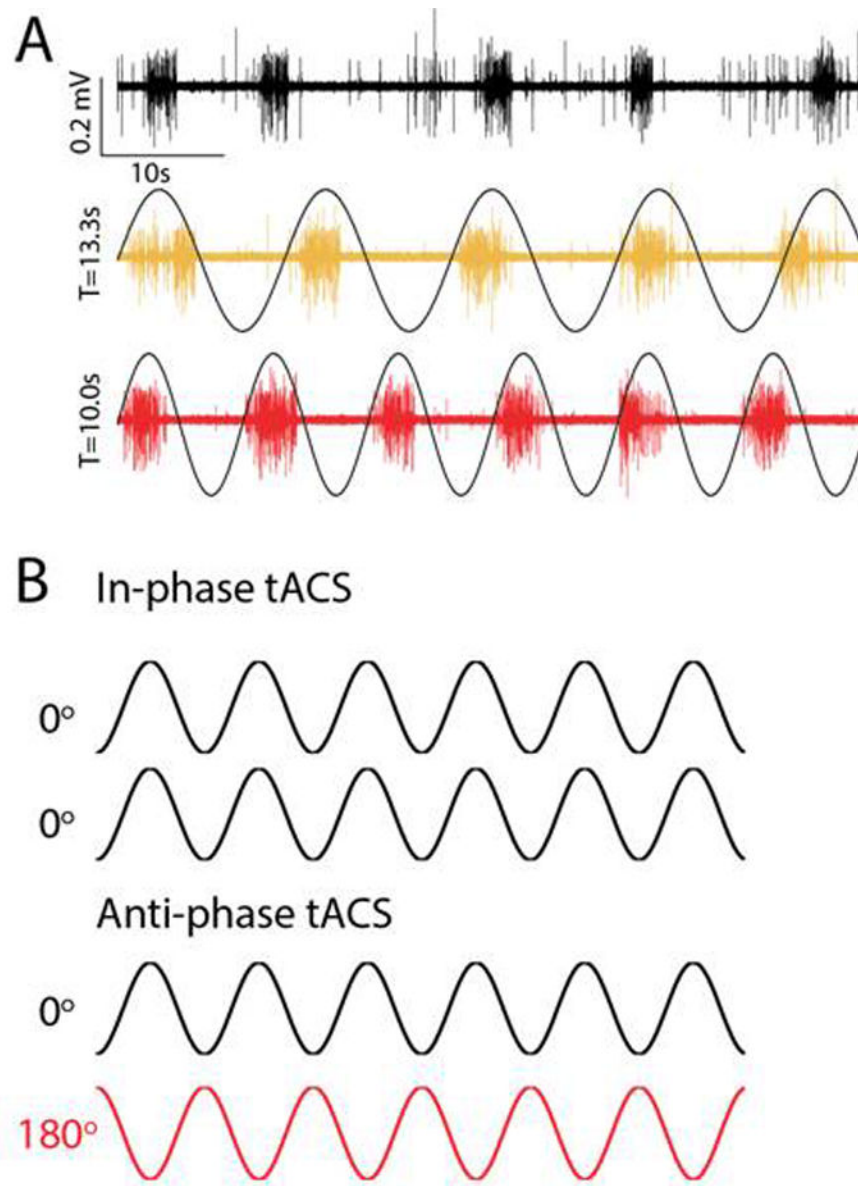 A
0.2 mV
10s
T=13.3s
T=10.0s
B
In-phase tACS
0°
0°
Anti-phase tACS
0°
180°